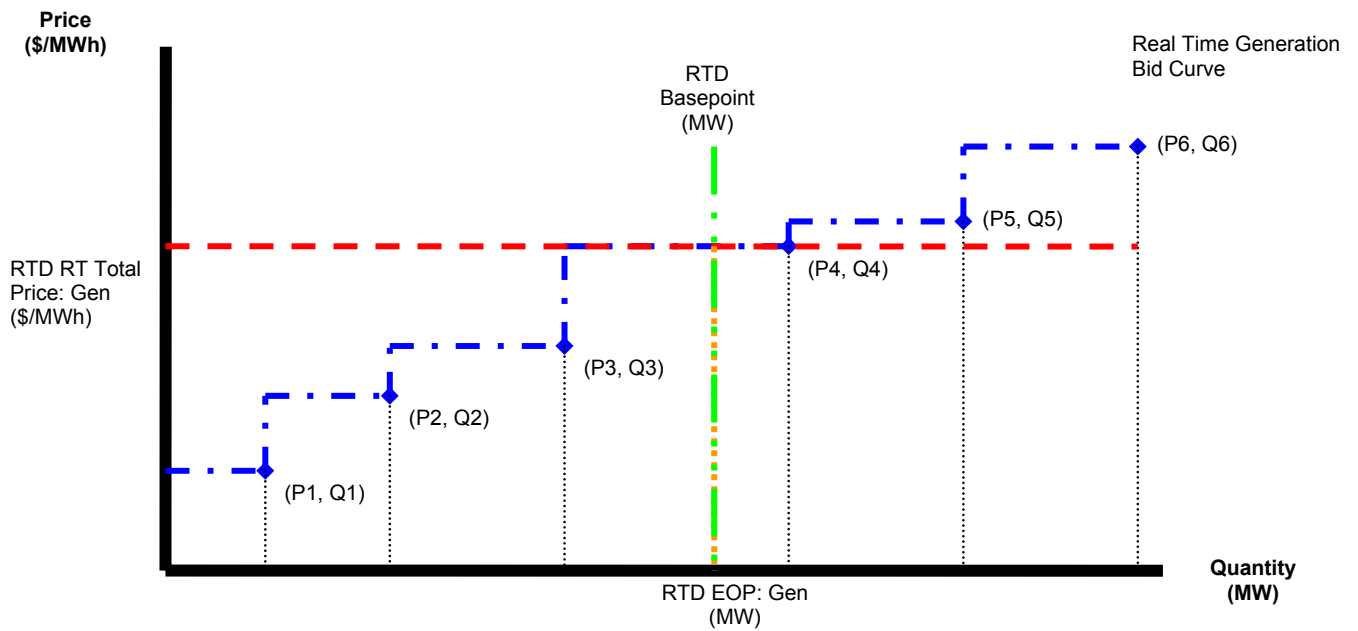 Price
($/MWh)
Real Time Generation
Bid Curve
RTD
Basepoint
(MW)
(P6, Q6)
(P5, Q5)
(P4, Q4)
RTD RT Total
Price: Gen
($/MWh)
(P3, Q3)
(P2, Q2)
(P1, Q1)
Quantity
(MW)
RTD EOP: Gen
(MW)